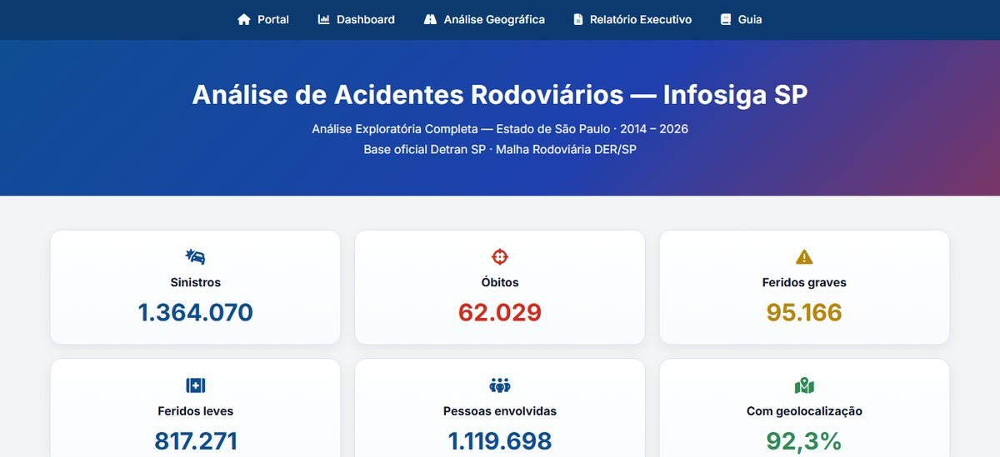 Portal Dashboard Análise Geográfica Relatório Executivo Guia
Análise de Acidentes Rodoviários — Infosiga SP
Análise Exploratória Completa — Estado de São Paulo · 2014 – 2026
Base oficial Detran SP · Malha Rodoviária DER/SP
Sinistros
1.364.070
Óbitos
62.029
Feridos graves
95.166
Feridos leves
817.271
Pessoas envolvidas
1.119.698
Com geolocalização
92,3%